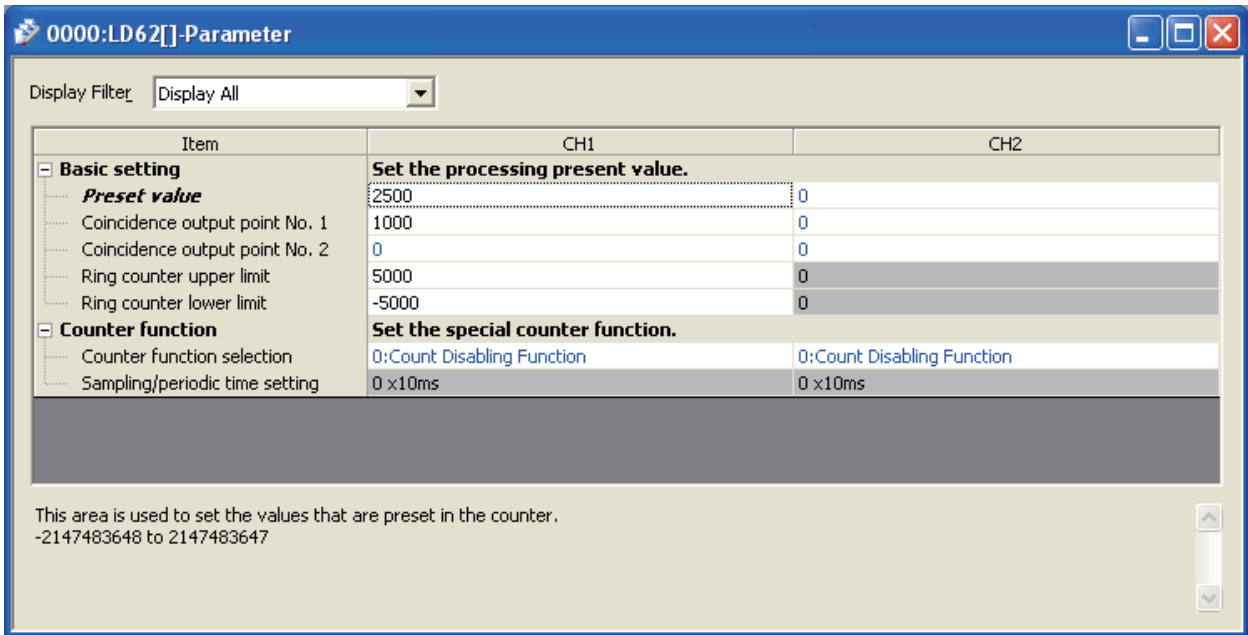 0000:LD62[]-Parameter
Display Filter Display All
Item CH1 CH2
Basic setting Set the processing present value.
Preset value 2500 0
Coincidence output point No. 1 1000 0
Coincidence output point No. 2 0 0
Ring counter upper limit 5000 0
Ring counter lower limit -5000 0
Counter function Set the special counter function.
Counter function selection 0:Count Disabling Function 0:Count Disabling Function
Sampling/periodic time setting 0 x10ms 0 x10ms
This area is used to set the values that are preset in the counter.
-2147483648 to 2147483647